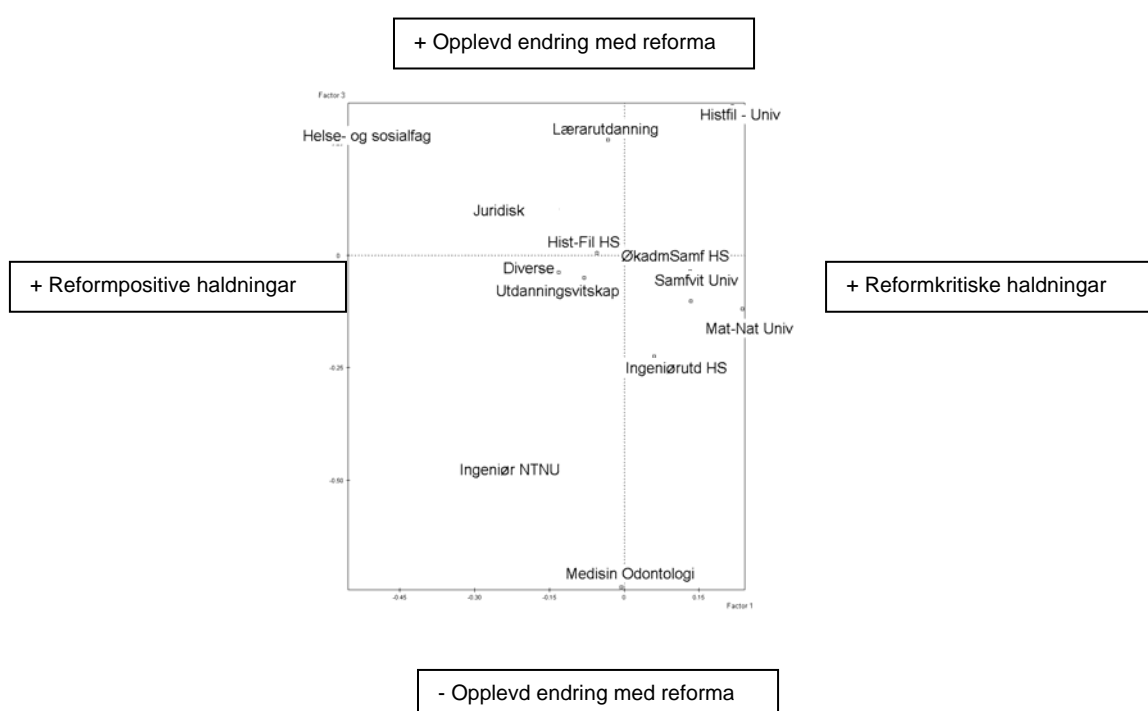 + Opplevd endring med reforma
Factor 3
Histfil - Univ
Lærarutdanning
Helse- og sosialfag
Juridisk
Hist-Fil HS
0
ØkadmSamf HS
Diverse
Samfvit Univ
+ Reformpositive haldningar
+ Reformkritiske haldningar
Utdanningsvitskap
Mat-Nat Univ
-0.25
Ingeniørutd HS
Ingeniør NTNU
-0.50
Medisin Odontologi
-0.45 -0.30 -0.15 0 0.15
Factor 1
- Opplevd endring med reforma